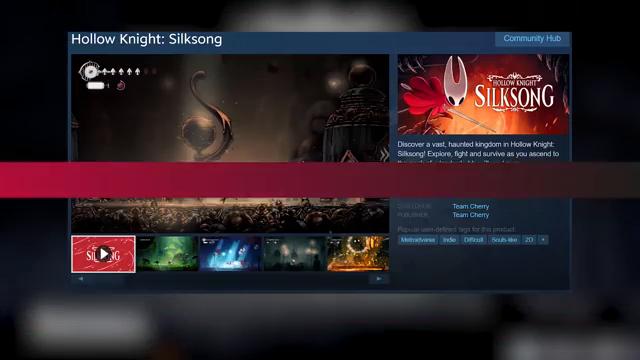 Hollow Knight: Silksong
Community Hub
HOLLOW KNIGHT
SILKSONG
Discover a vast, haunted kingdom in Hollow Knight:
Silksong! Explore, fight and survive as you ascend to
Team Cherry
PUBLISHER: Team Cherry
Popular user-defined tags for this product:
Metroidvania Indie Difficult Souls-like 2D +